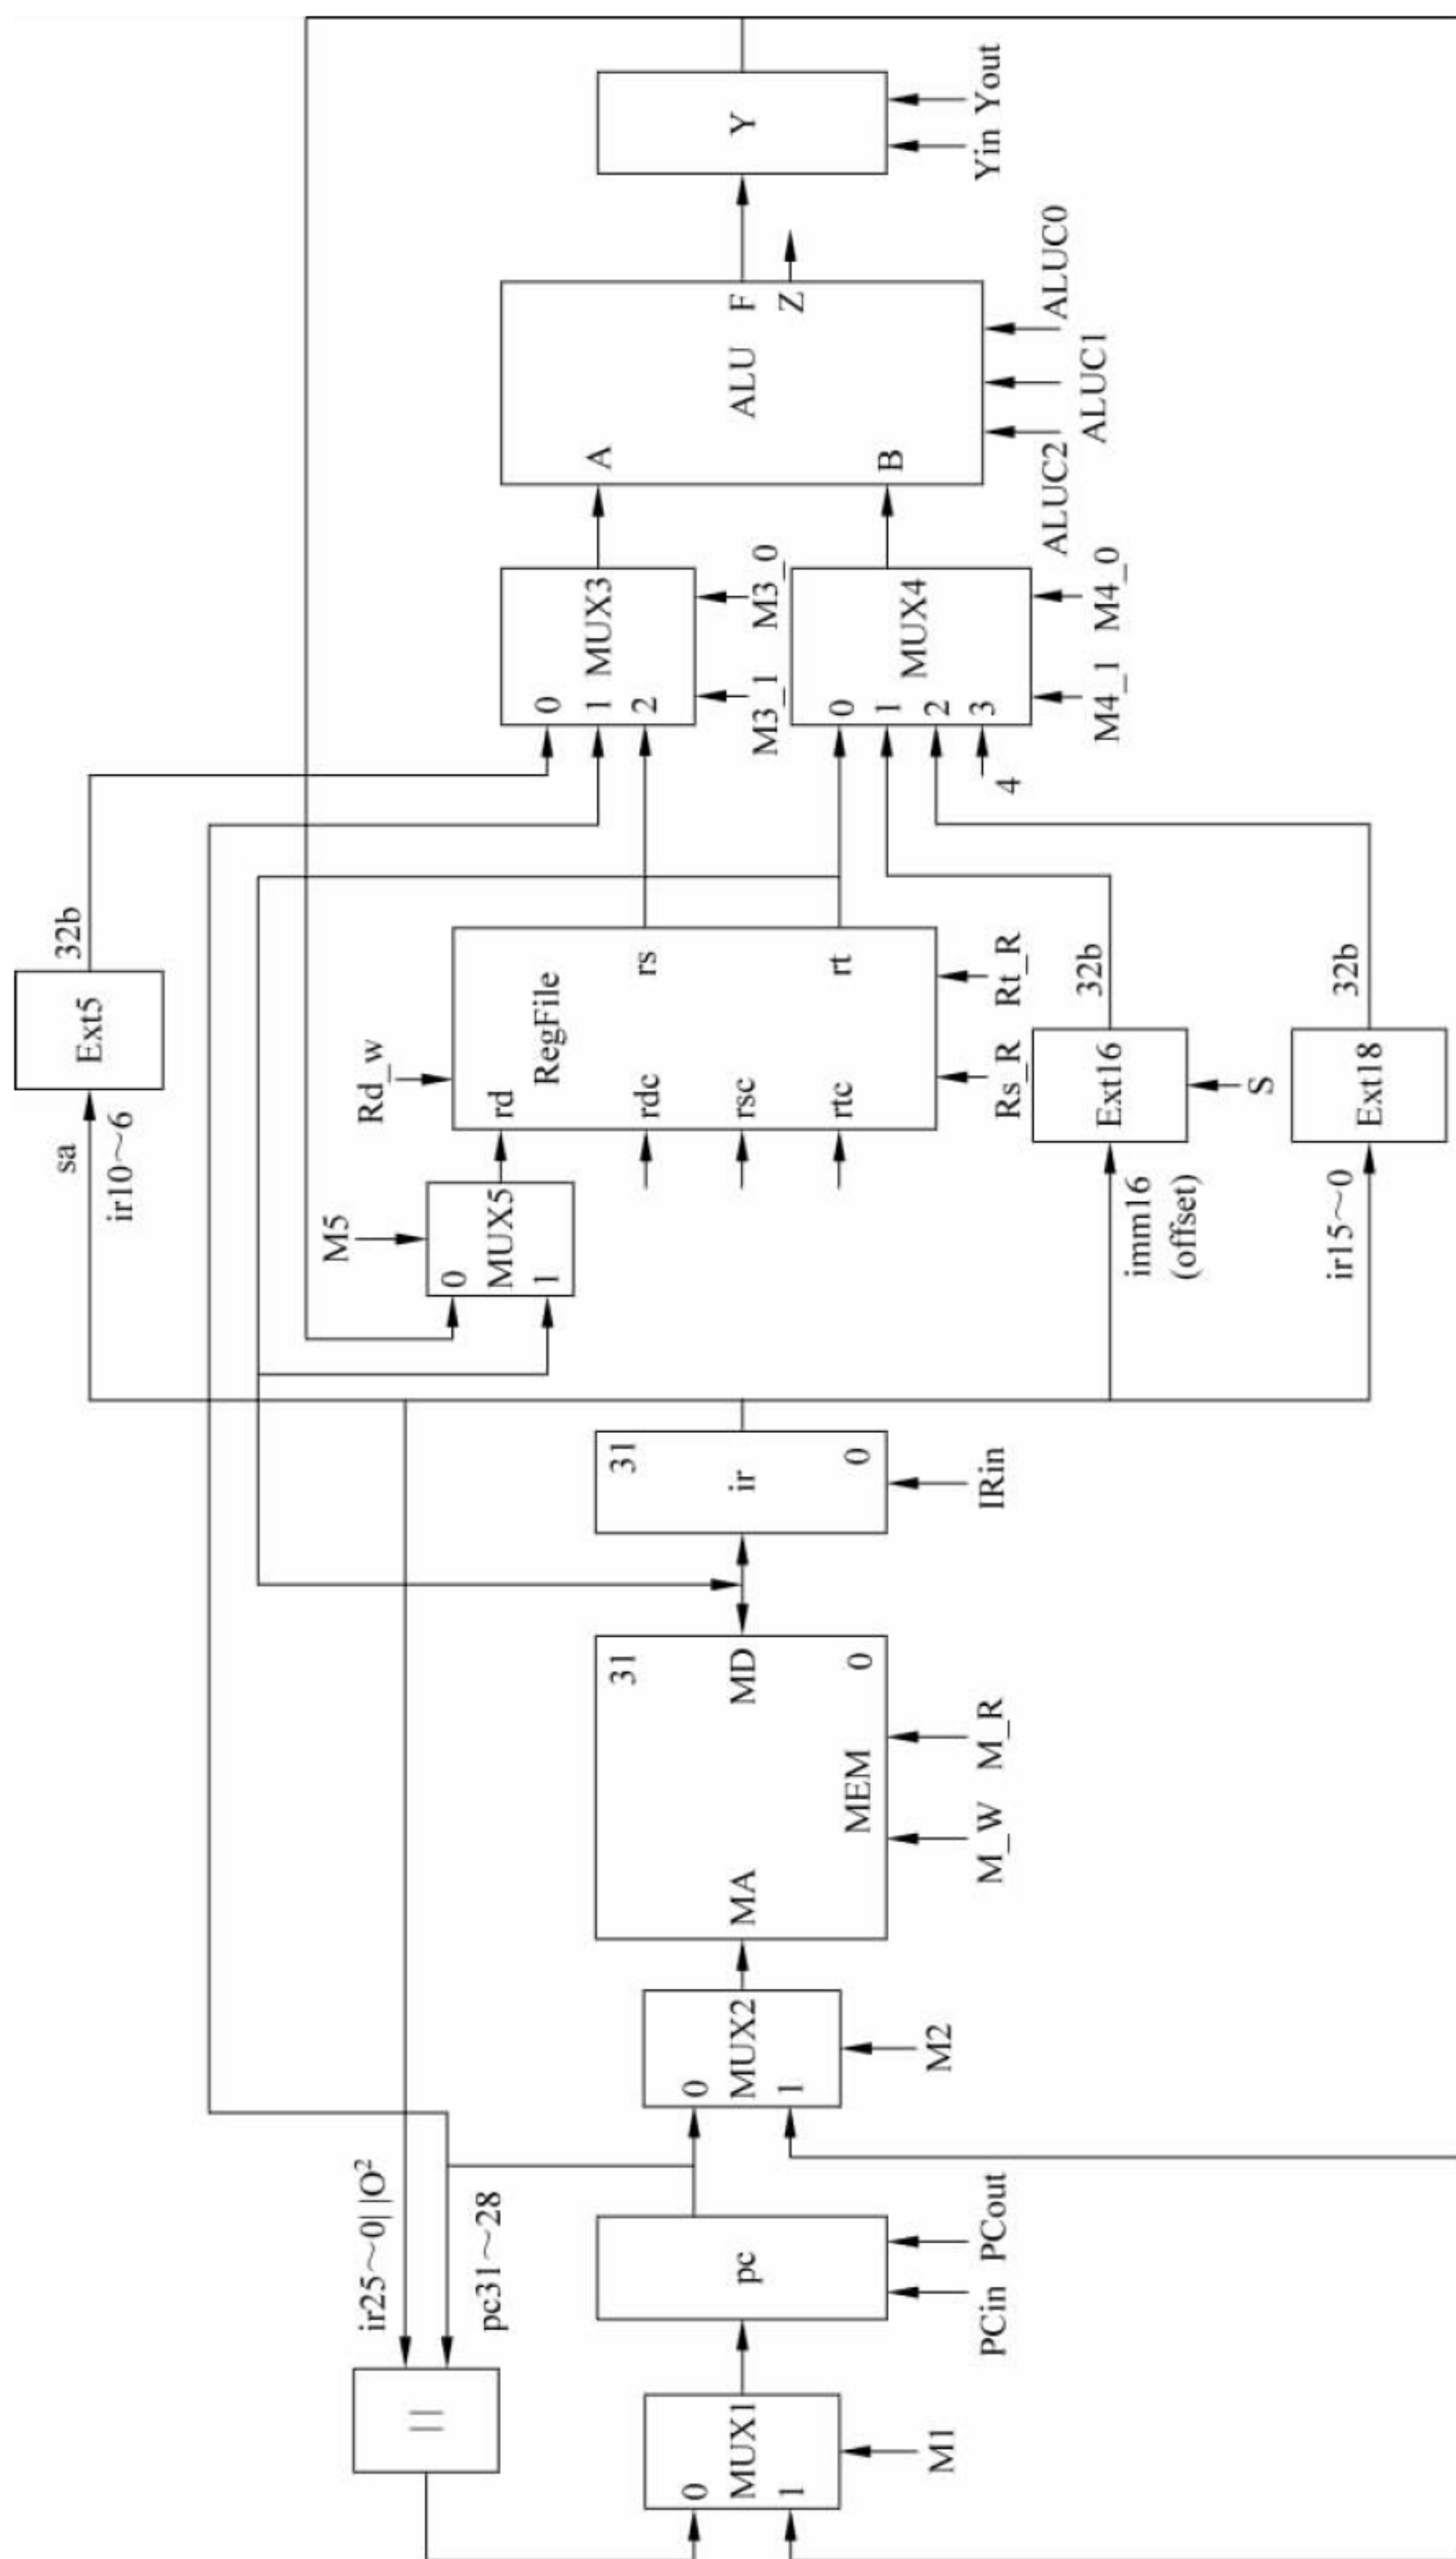 ir25～0||O²
pc31～28
||
0
MUX1
1
M1
pc
PCin
PCout
0
MUX2
1
M2
MA
MEM
31
MD
0
M_W
M_R
31
ir
0
IRin
sa
ir10～6
Ext5
32b
M5
0
MUX5
1
Rd_w
rd
RegFile
rdc
rsc
rtc
rs
rt
Rs_R
Rt_R
imm16
(offset)
Ext16
32b
S
ir15～0
Ext18
32b
0
1
2
MUX3
M3_1
M3_0
0
1
2
3
MUX4
4
M4_1
M4_0
A
B
ALU
F
Z
ALUC2
ALUC1
ALUC0
Y
Yin
Yout